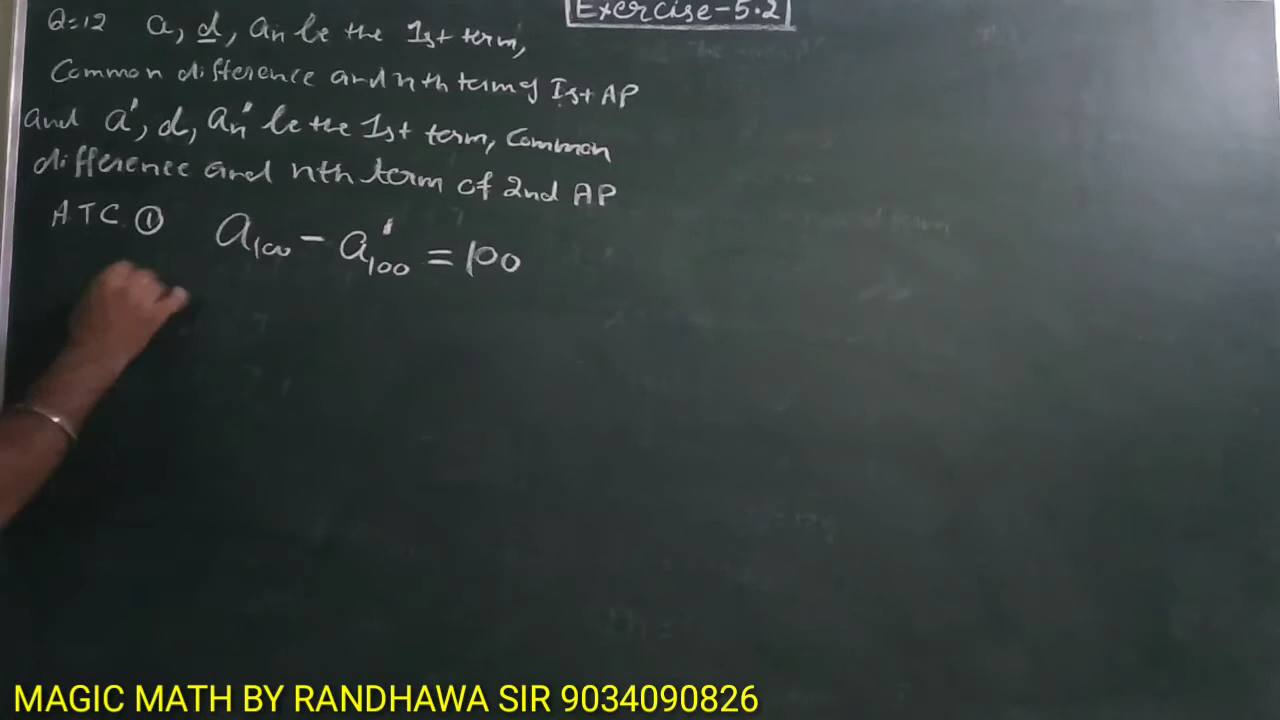 Exercise-5.2
Q=12 a, d, an be the 1st term,
Common difference and nth term of Ist AP
and a', d, an' be the 1st term, Common
difference and nth term of 2nd AP
ATC ① a₁₀₀ - a'₁₀₀ = 100
MAGIC MATH BY RANDHAWA SIR 9034090826